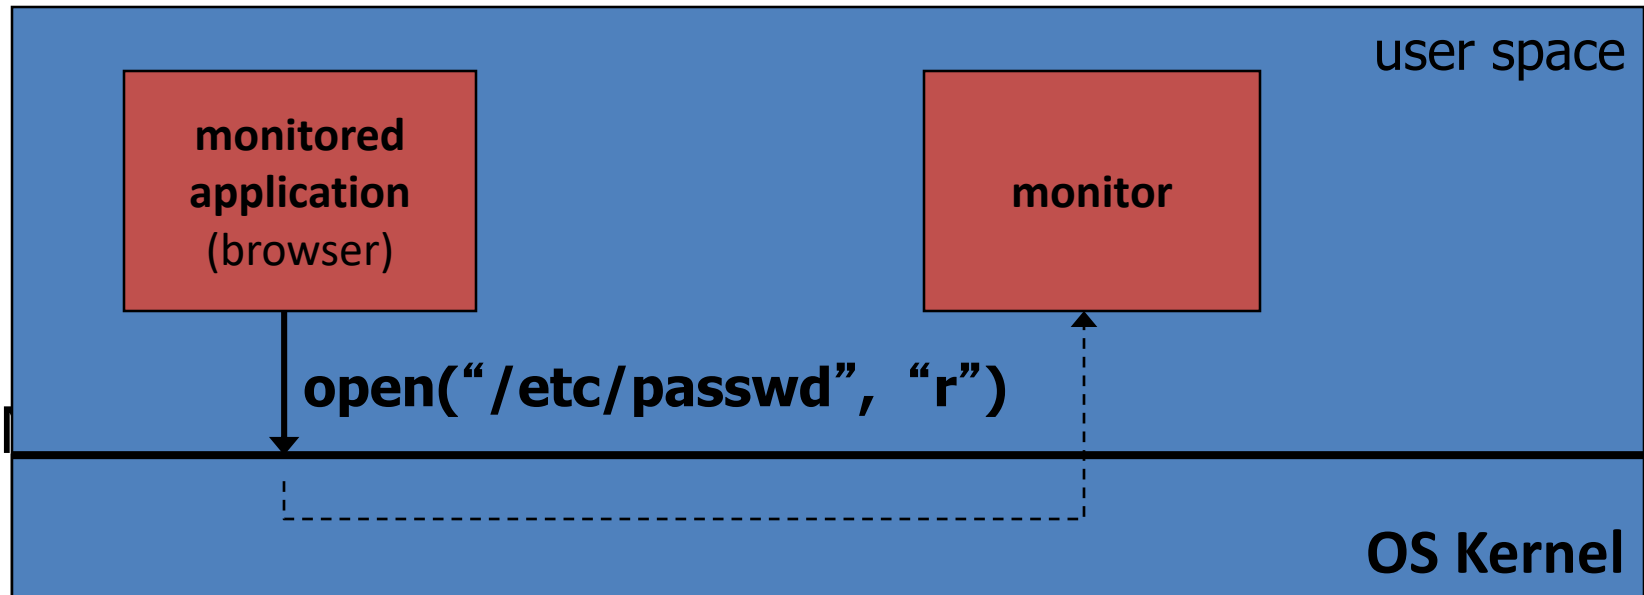 user space
monitored
application
(browser)
monitor
open(“/etc/passwd”, “r”)
OS Kernel